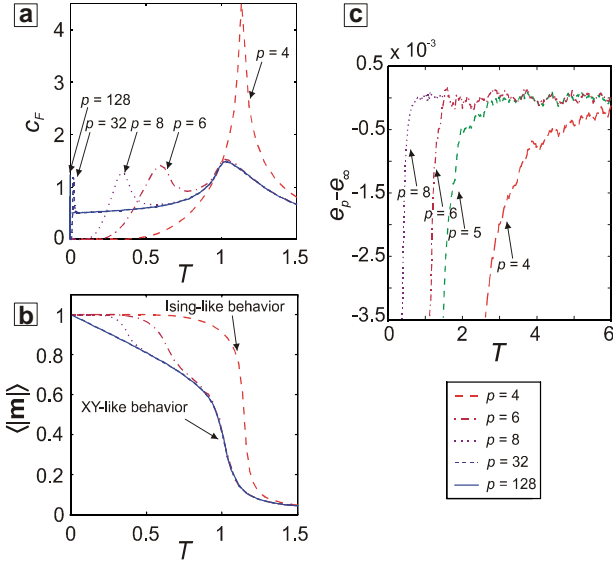 a
5
4
3
2
1
0
c_F
0
0.5
1
1.5
T
p = 4
p = 128
p = 32
p = 8
p = 6
b
1
0.8
0.6
0.4
0.2
0
⟨|m|⟩
0
0.5
1
1.5
T
Ising-like behavior
XY-like behavior
c
x 10⁻³
-0.5
-1.5
-2.5
-3.5
e_p-e_∞
0
2
4
6
T
p = 8
p = 6
p = 5
p = 4
p = 4
p = 6
p = 8
p = 32
p = 128